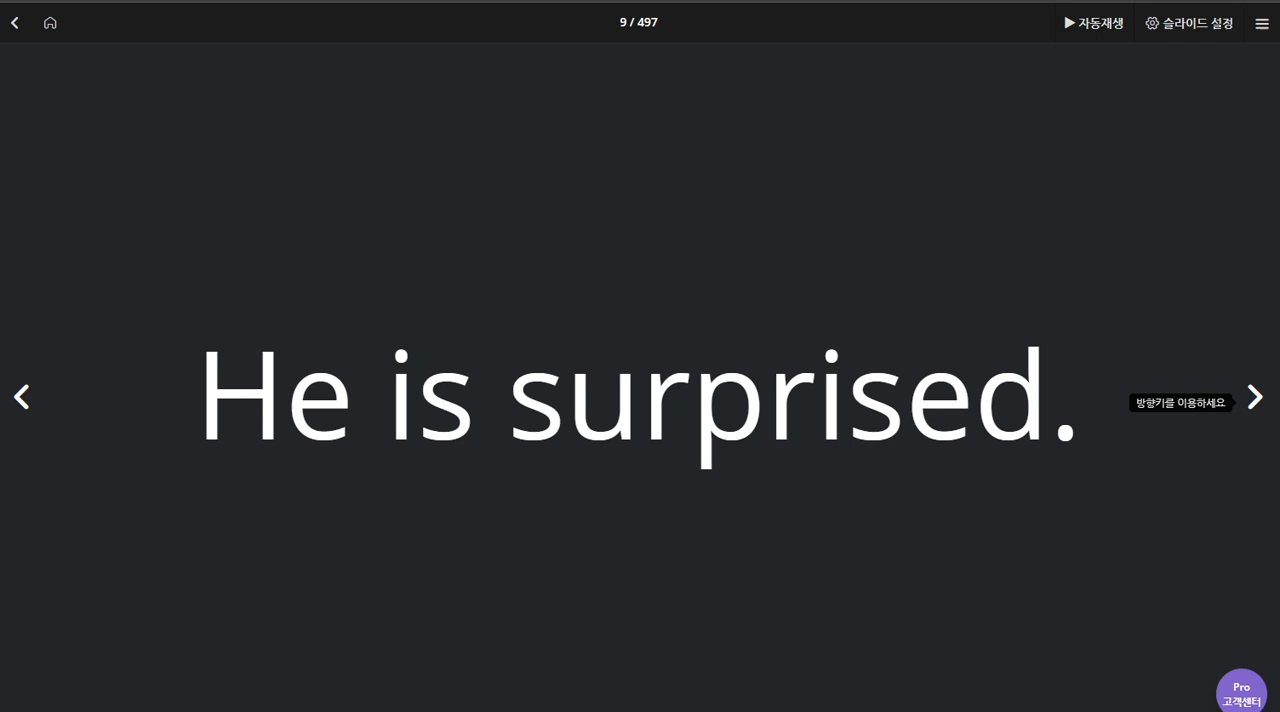 9 / 497
자동재생
슬라이드 설정
He is surprised.
방향키를 이용하세요
Pro
고객센터